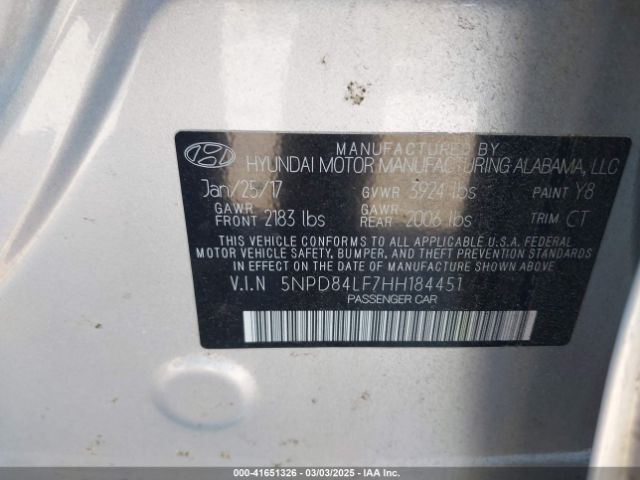 MANUFACTURED BY
HYUNDAI MOTOR MANUFACTURING ALABAMA, LLC
Jan/25/17 GVWR 3924 lbs PAINT Y8
GAWR FRONT 2183 lbs GAWR REAR 2006 lbs TRIM CT
THIS VEHICLE CONFORMS TO ALL APPLICABLE U.S.A. FEDERAL
MOTOR VEHICLE SAFETY, BUMPER, AND THEFT PREVENTION
STANDARDS IN EFFECT ON THE DATE OF MANUFACTURE SHOWN ABOVE.
V.I.N 5NPD84LF7HH184451
PASSENGER CAR
000-41651326 - 03/03/2025 - IAAI.COM